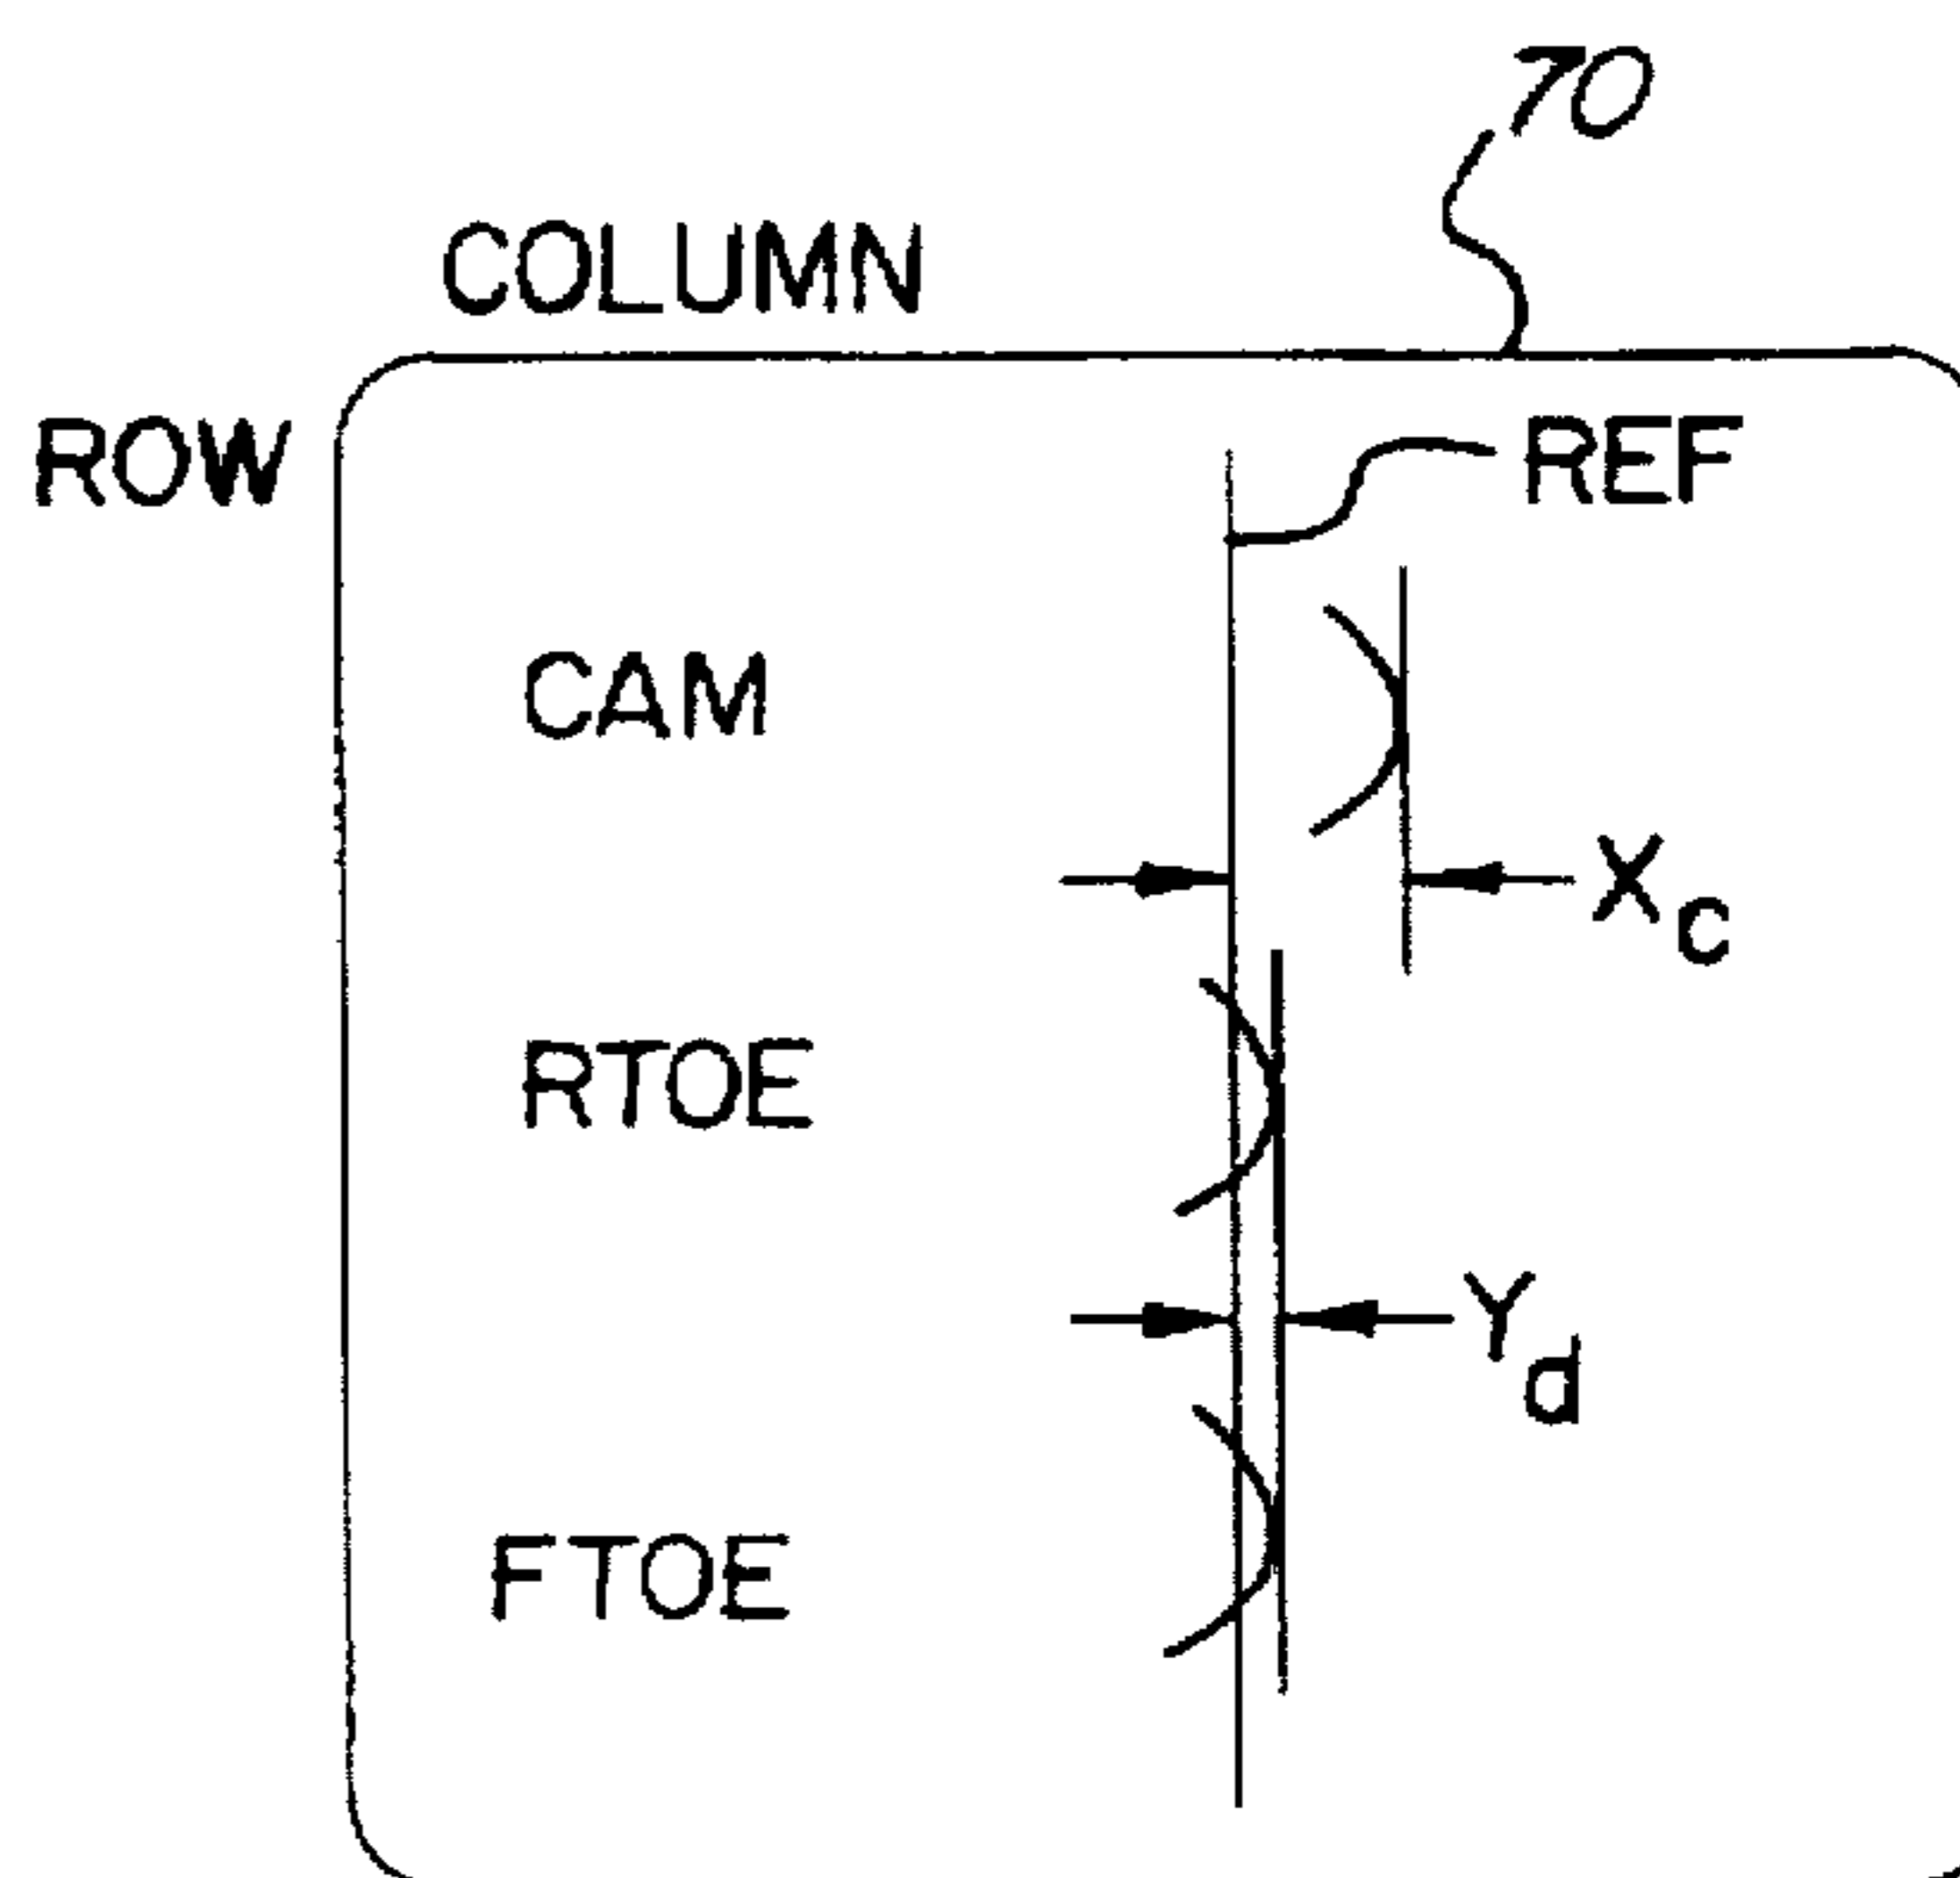 70
COLUMN
ROW
REF
CAM
Xc
RTOE
Yd
FTOE